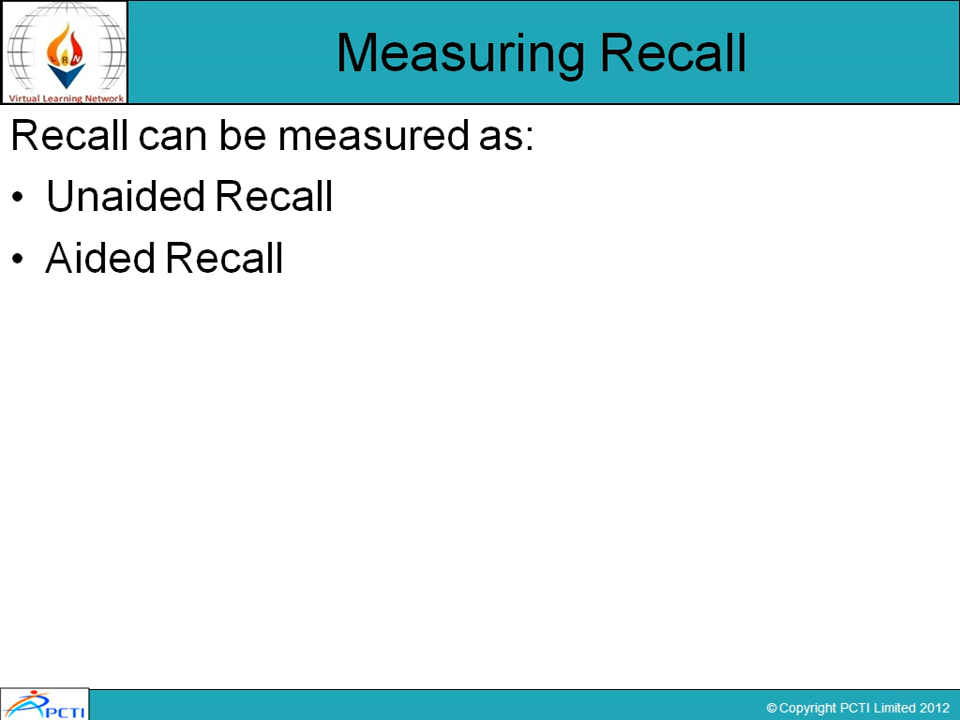 Measuring Recall
Virtual Learning Network
Recall can be measured as:
• Unaided Recall
• Aided Recall
PCTI
© Copyright PCTI Limited 2012